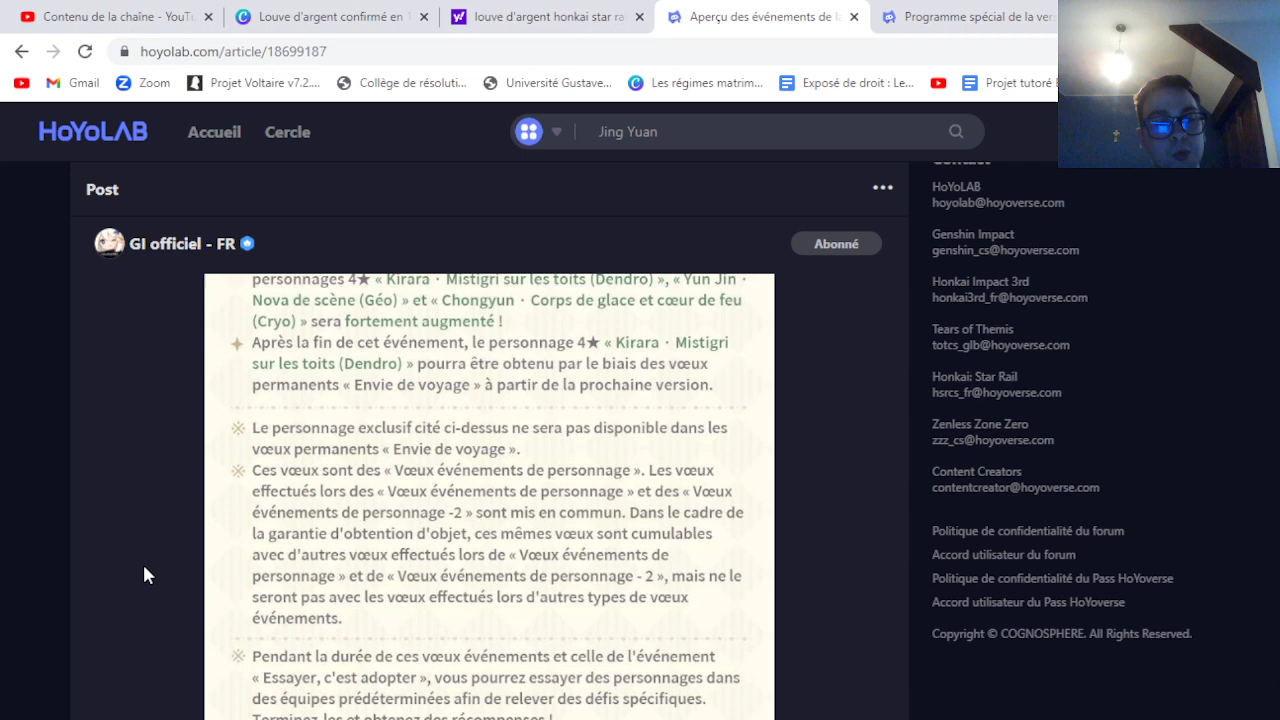 Contenu de la chaîne - YouTu
Louve d'argent confirmé en 1
louve d'argent honkai star ra
Aperçu des événements de la
Programme spécial de la ver
hoyolab.com/article/18699187
Gmail
Zoom
Projet Voltaire v7.2....
Collège de résoluti...
Université Gustave...
Les régimes matrim...
Exposé de droit : Le...
Projet tutoré
HoYoLAB
Accueil
Cercle
Jing Yuan
Post
GI officiel - FR
Abonné
personnages 4★ « Kirara · Mistigri sur les toits (Dendro) », « Yun Jin ·
Nova de scène (Géo) » et « Chongyun · Corps de glace et cœur de feu
(Cryo) » sera fortement augmenté !
Après la fin de cet événement, le personnage 4★ « Kirara · Mistigri
sur les toits (Dendro) » pourra être obtenu par le biais des vœux
permanents « Envie de voyage » à partir de la prochaine version.
※ Le personnage exclusif cité ci-dessus ne sera pas disponible dans les
vœux permanents « Envie de voyage ».
※ Ces vœux sont des « Vœux événements de personnage ». Les vœux
effectués lors des « Vœux événements de personnage » et des « Vœux
événements de personnage -2 » sont mis en commun. Dans le cadre de
la garantie d'obtention d'objet, ces mêmes vœux sont cumulables
avec d'autres vœux effectués lors de « Vœux événements de
personnage » et de « Vœux événements de personnage - 2 », mais ne le
seront pas avec les vœux effectués lors d'autres types de vœux
événements.
※ Pendant la durée de ces vœux événements et celle de l'événement
« Essayer, c'est adopter », vous pourrez essayer des personnages dans
des équipes prédéterminées afin de relever des défis spécifiques.
Terminez-les et obtenez des récompenses !
Contact
HoYoLAB
hoyolab@hoyoverse.com
Genshin Impact
genshin_cs@hoyoverse.com
Honkai Impact 3rd
honkai3rd_fr@hoyoverse.com
Tears of Themis
totcs_glb@hoyoverse.com
Honkai: Star Rail
hsrcs_fr@hoyoverse.com
Zenless Zone Zero
zzz_cs@hoyoverse.com
Content Creators
contentcreator@hoyoverse.com
Politique de confidentialité du forum
Accord utilisateur du forum
Politique de confidentialité du Pass HoYoverse
Accord utilisateur du Pass HoYoverse
Copyright © COGNOSPHERE. All Rights Reserved.